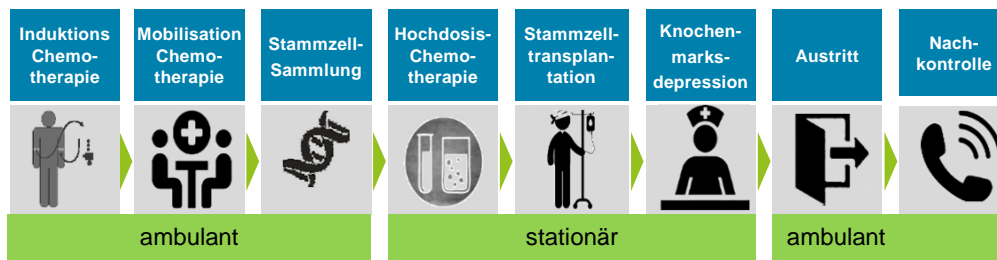 Induktions
Chemo-
therapie
Mobilisation
Chemo-
therapie
Stammzell-
Sammlung
Hochdosis-
Chemo-
therapie
Stammzell-
transplan-
tation
Knochen-
marks-
depression
Austritt
Nach-
kontrolle
ambulant
stationär
ambulant